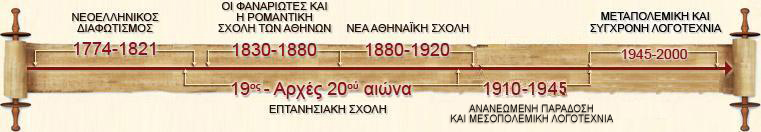 ΝΕΟΕΛΛΗΝΙΚΟΣ
ΔΙΑΦΩΤΙΣΜΟΣ
1774-1821
ΟΙ ΦΑΝΑΡΙΩΤΕΣ ΚΑΙ
Η ΡΟΜΑΝΤΙΚΗ
ΣΧΟΛΗ ΤΩΝ ΑΘΗΝΩΝ
1830-1880
ΝΕΑ ΑΘΗΝΑΪΚΗ ΣΧΟΛΗ
1880-1920
ΜΕΤΑΠΟΛΕΜΙΚΗ ΚΑΙ
ΣΥΓΧΡΟΝΗ ΛΟΓΟΤΕΧΝΙΑ
1945-2000
19ος - Αρχές 20ού αιώνα
ΕΠΤΑΝΗΣΙΑΚΗ ΣΧΟΛΗ
1910-1945
ΑΝΑΝΕΩΜΕΝΗ ΠΑΡΑΔΟΣΗ
ΚΑΙ ΜΕΣΟΠΟΛΕΜΙΚΗ ΛΟΓΟΤΕΧΝΙΑ